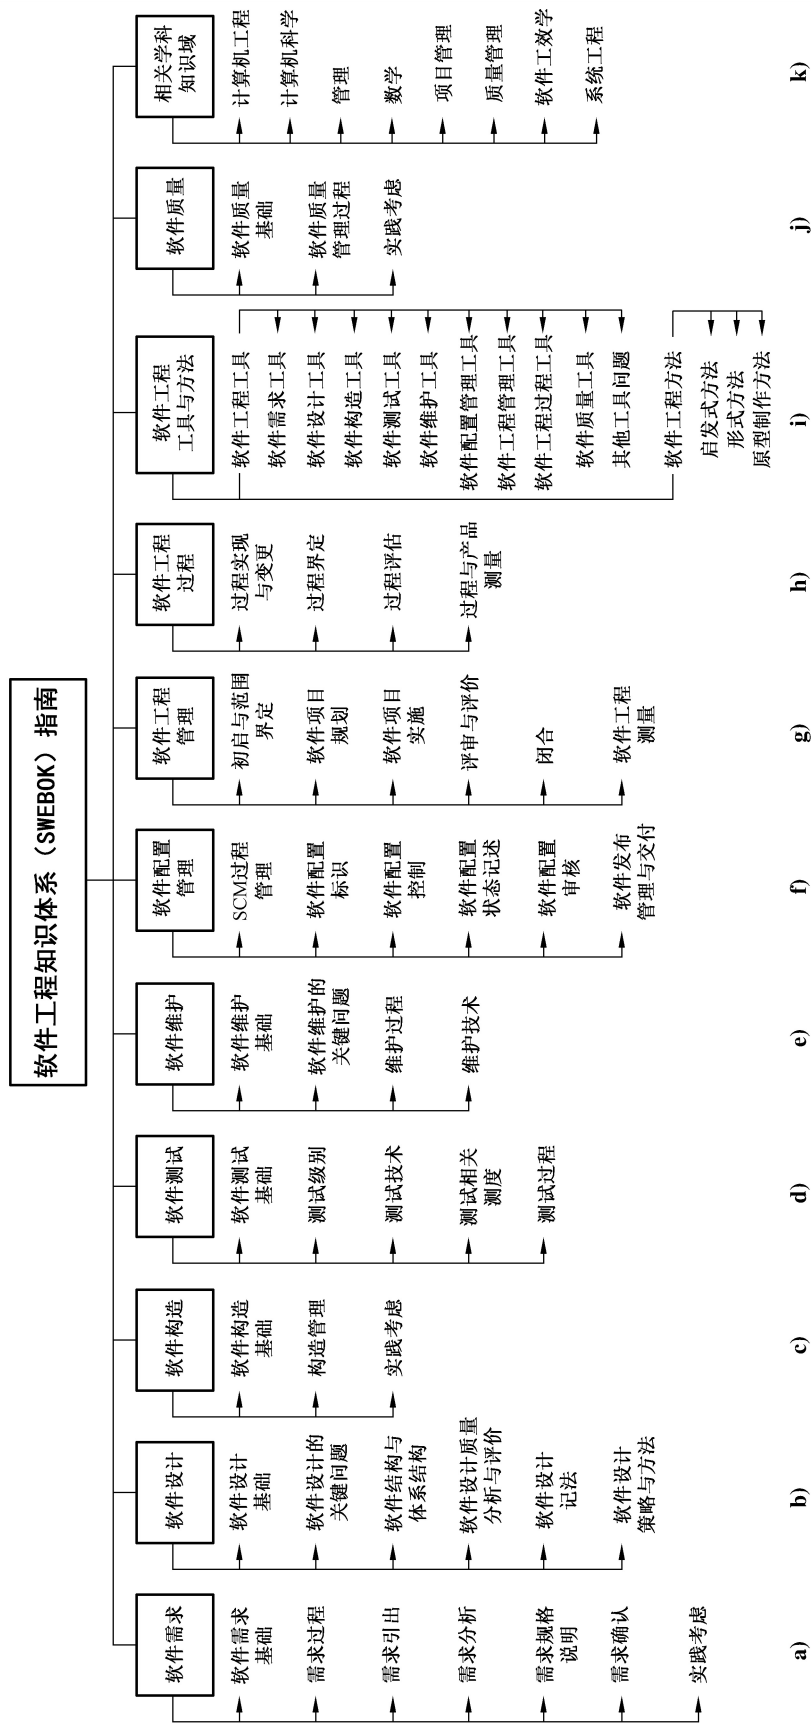 软件工程知识体系（SWEBOK）指南
软件需求
软件需求
基础
需求过程
需求引出
需求分析
需求规格
说明
需求确认
实践考虑
a)
软件设计
软件设计
基础
软件设计的
关键问题
软件结构与
体系结构
软件设计质量
分析与评价
软件设计
记法
软件设计
策略与方法
b)
软件构造
软件构造
基础
构造管理
实践考虑
c)
软件测试
软件测试
基础
测试级别
测试技术
测试相关
测度
测试过程
d)
软件维护
软件维护
基础
软件维护的
关键问题
维护过程
维护技术
e)
软件配置
管理
SCM过程
管理
软件配置
标识
软件配置
控制
软件配置
状态记述
软件配置
审核
软件发布
管理与交付
f)
软件工程
管理
初启与范围
界定
软件项目
规划
软件项目
实施
评审与评价
闭合
软件工程
测量
g)
软件工程
过程
过程实现
与变更
过程界定
过程评估
过程与产品
测量
h)
软件工程
工具与方法
软件工程工具
软件需求工具
软件设计工具
软件构造工具
软件测试工具
软件维护工具
软件配置管理工具
软件工程管理工具
软件工程过程工具
软件质量工具
其他工具问题
软件工程方法
启发式方法
形式方法
原型制作方法
i)
软件质量
软件质量
基础
软件质量
管理过程
实践考虑
j)
相关学科
知识域
计算机工程
计算机科学
管理
数学
项目管理
质量管理
软件工效学
系统工程
k)